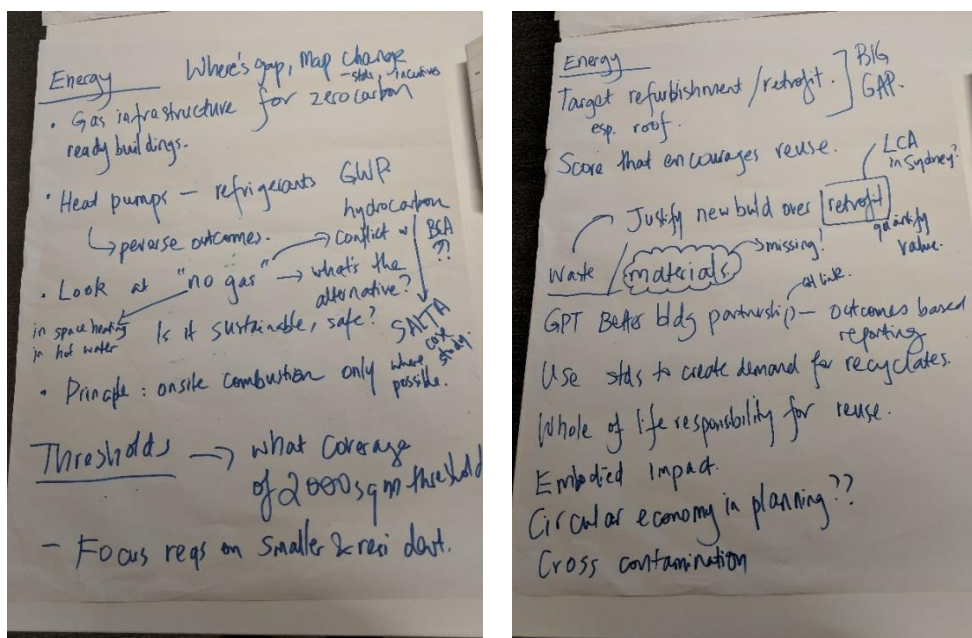 Energy
Where's gap, Map change
- stds, incentives
• Gas infrastructure for zero carbon
ready buildings.
• Heat pumps – refrigerants GWP
hydrocarbon
↳ perverse outcomes.
→ Conflict w BCA
??
• Look at "no gas" → what's the
alternative?
in space heating
in hot water
Is it sustainable, safe?
SALTA
case
study.
• Principle : onsite combustion only where
possible.
Thresholds → what coverage
of 2000sqm threshold
– Focus reqs on smaller & resi devt.
Energy
Target refurbishment / retrofit.
esp. roof.
BIG
GAP.
Score that encourages reuse.
LCA
in Sydney?
Justify new build over retrofit
quantify
value.
Waste / materials
→ missing!
GPT Better bldg partnership – outcomes based
reporting
Use stds to create demand for recyclates.
Whole of life responsibility for reuse.
Embodied Impact.
Circular economy in planning??
Cross contamination